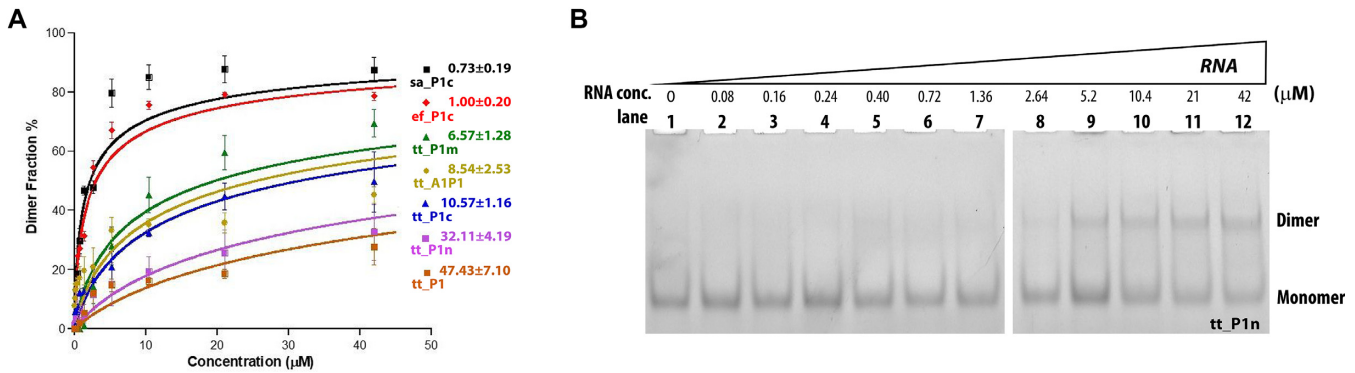 A
Dimer Fraction %
100
80
60
40
20
0
0
10
20
30
40
50
Concentration (µM)
0.73±0.19
sa_P1c
1.00±0.20
ef_P1c
6.57±1.28
tt_P1m
8.54±2.53
tt_A1P1
10.57±1.16
tt_P1c
32.11±4.19
tt_P1n
47.43±7.10
tt_P1
B
RNA
RNA conc. 0 0.08 0.16 0.24 0.40 0.72 1.36 2.64 5.2 10.4 21 42 (µM)
lane 1 2 3 4 5 6 7 8 9 10 11 12
Dimer
Monomer
tt_P1n